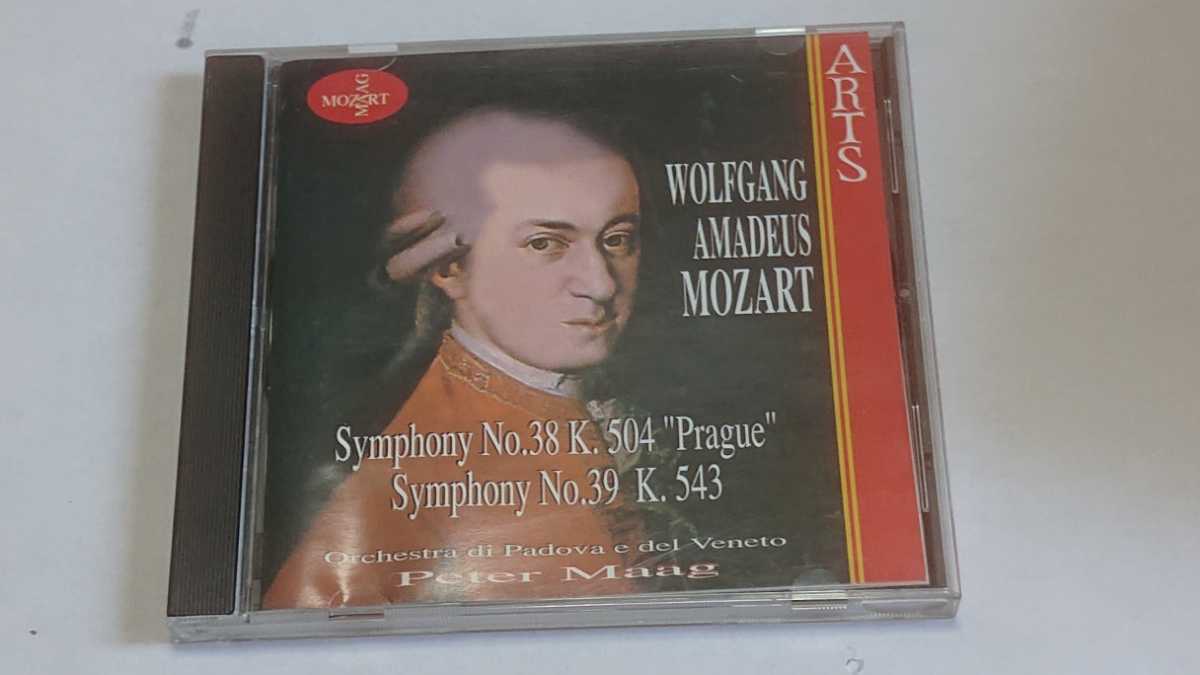 MOZART
MAAG
ARTS
WOLFGANG
AMADEUS
MOZART
Symphony No.38 K. 504 "Prague"
Symphony No.39 K. 543
Orchestra di Padova e del Veneto
Peter Maag